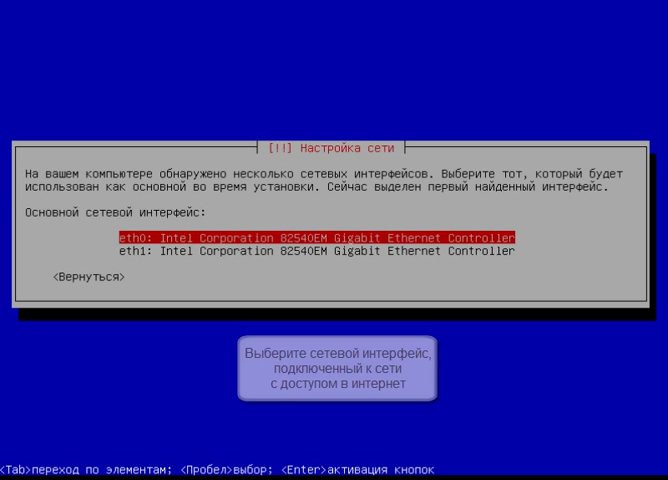 [!!] Настройка сети
На вашем компьютере обнаружено несколько сетевых интерфейсов. Выберите тот, который будет
использован как основной во время установки. Сейчас выделен первый найденный интерфейс.
Основной сетевой интерфейс:
eth0: Intel Corporation 82540EM Gigabit Ethernet Controller
eth1: Intel Corporation 82540EM Gigabit Ethernet Controller
<Вернуться>
Выберите сетевой интерфейс,
подключенный к сети
с доступом в интернет
<Tab>переход по элементам; <Пробел>выбор; <Enter>активация кнопок